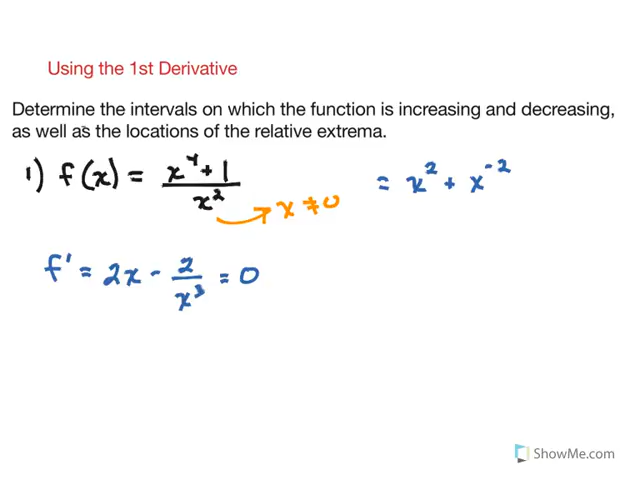 Using the 1st Derivative
Determine the intervals on which the function is increasing and decreasing,
as well as the locations of the relative extrema.
1) f(x) = (x⁴ + 1)/x² = x² + x⁻²
x ≠ 0
f' = 2x - 2/x³ = 0
ShowMe.com